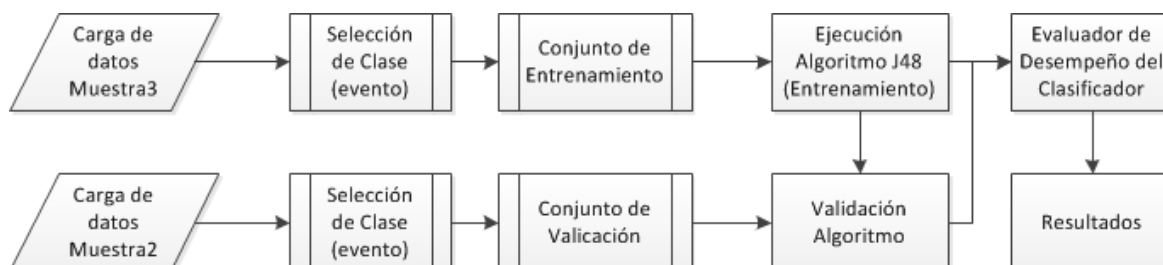 Carga de
datos
Muestra3
Selección
de Clase
(evento)
Conjunto de
Entrenamiento
Ejecución
Algoritmo J48
(Entrenamiento)
Evaluador de
Desempeño del
Clasificador
Carga de
datos
Muestra2
Selección
de Clase
(evento)
Conjunto de
Valicación
Validación
Algoritmo
Resultados